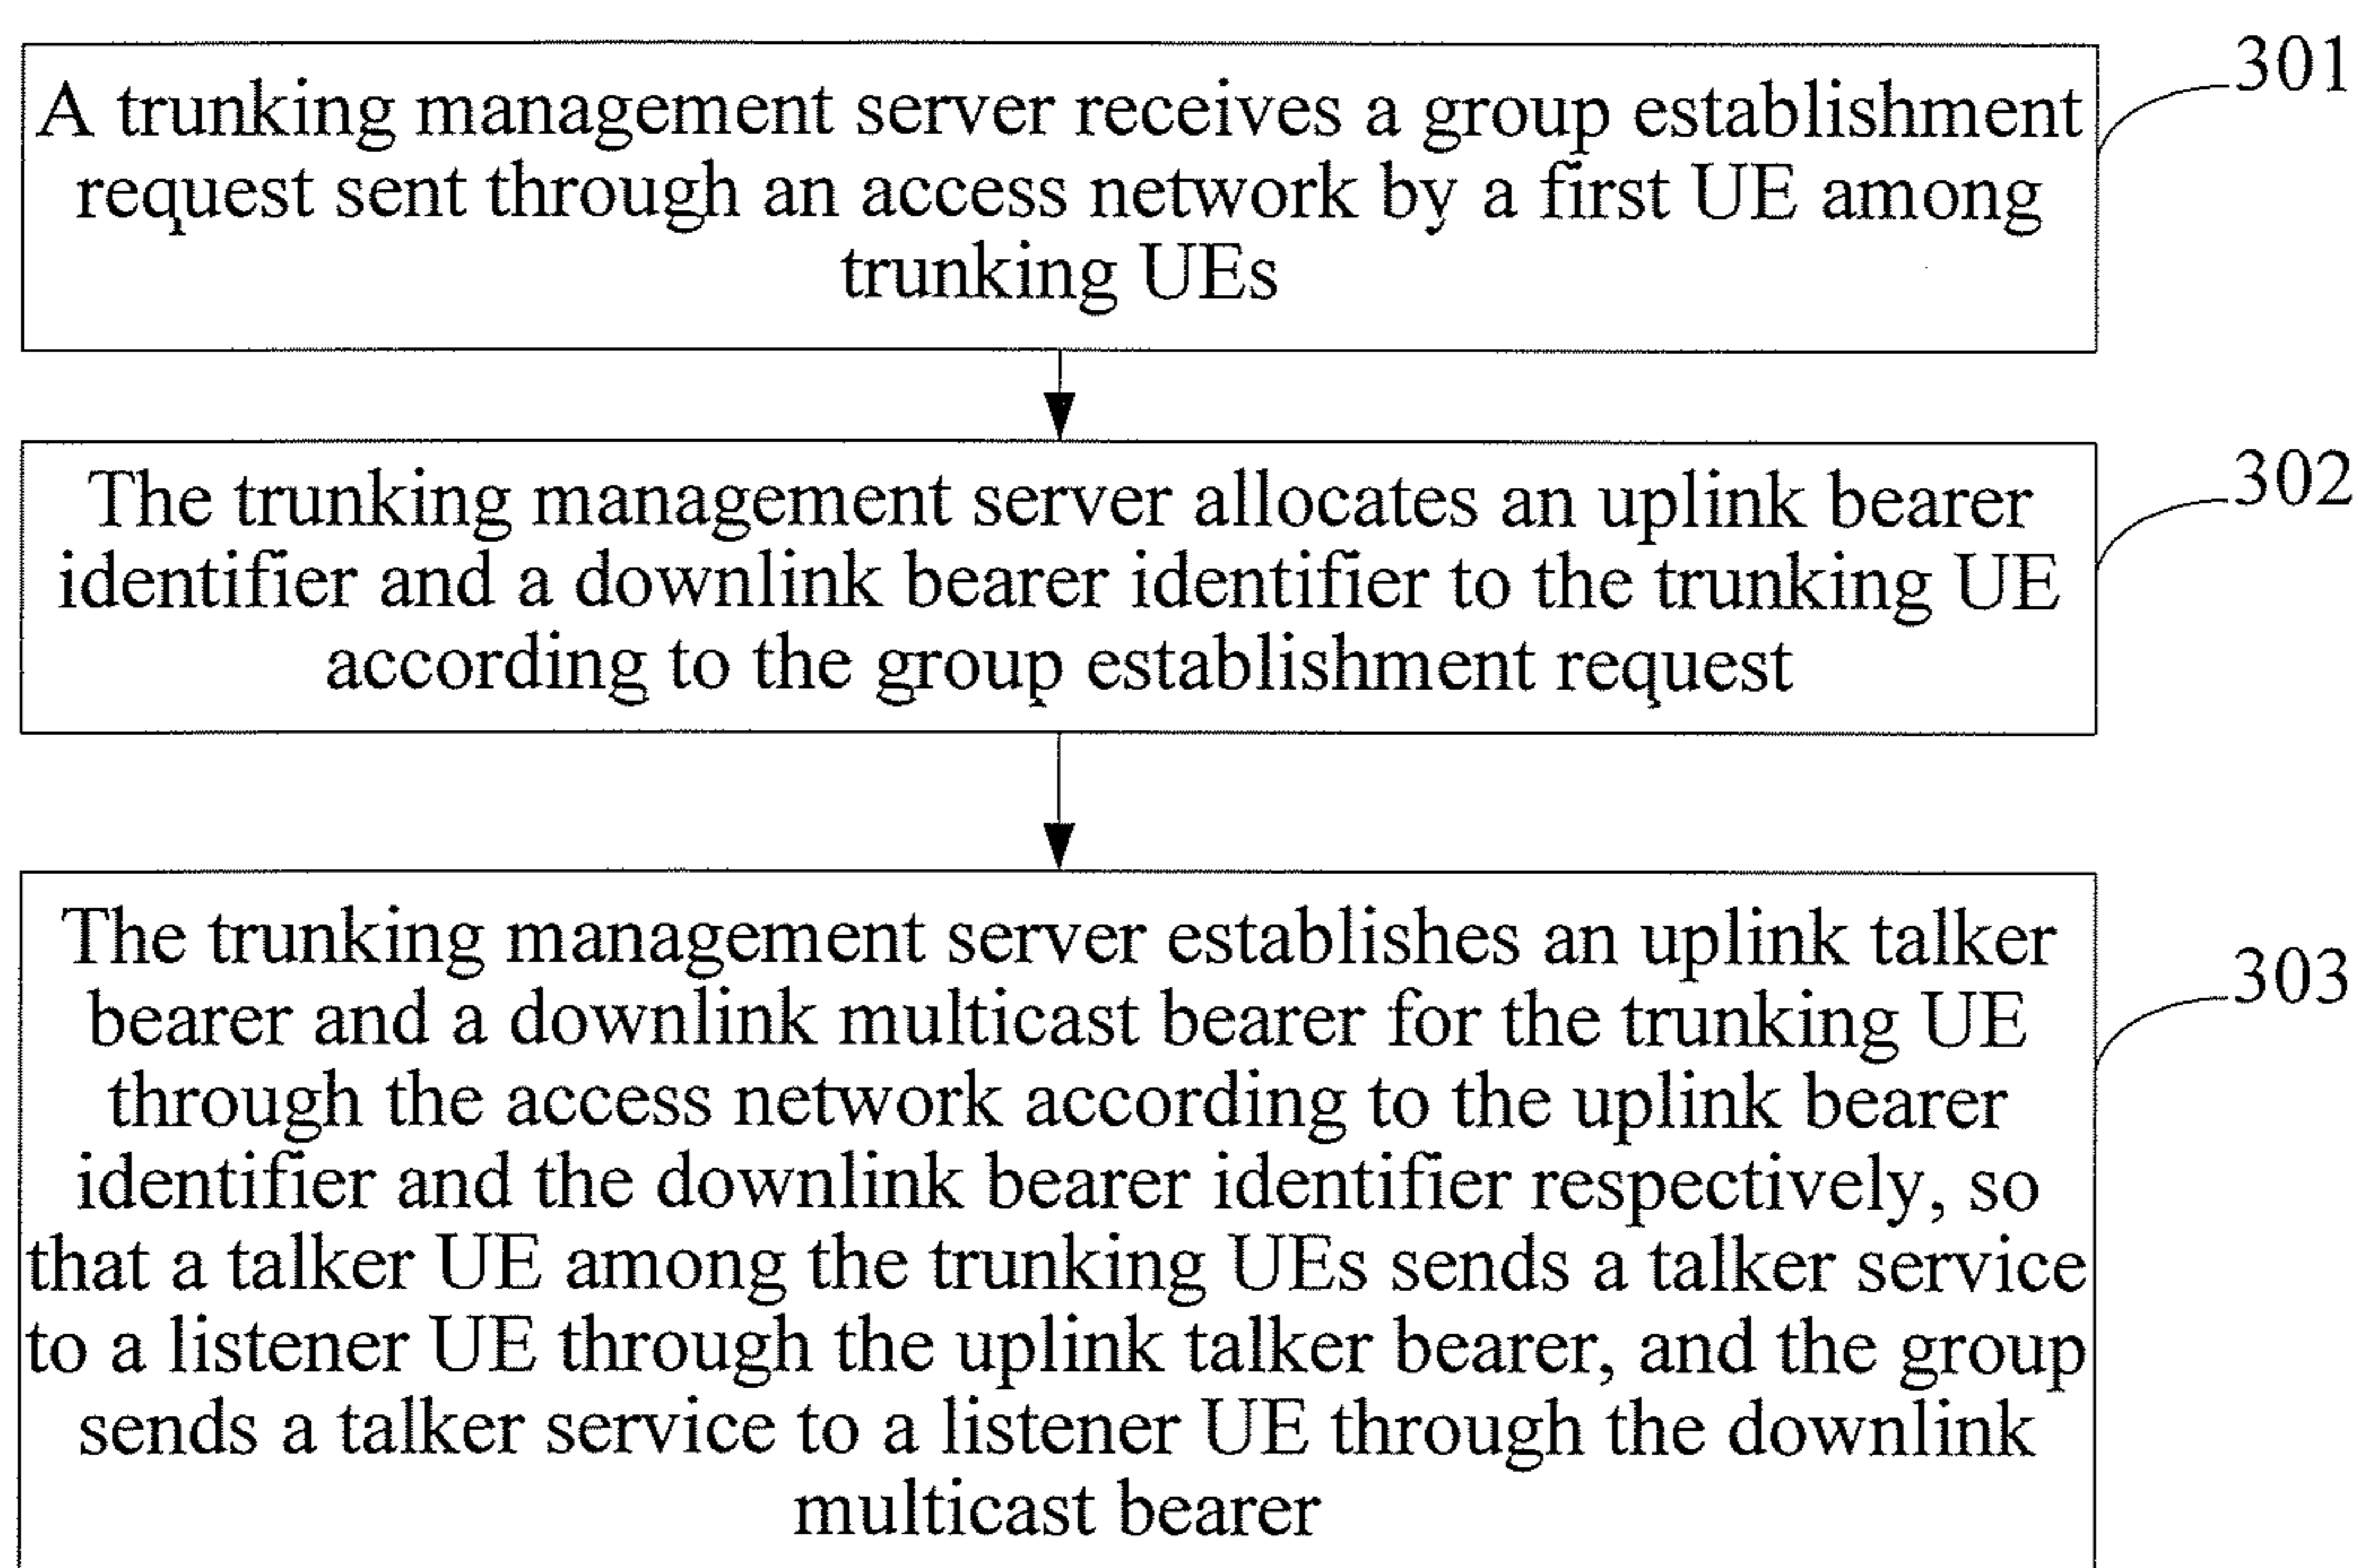 A trunking management server receives a group establishment
request sent through an access network by a first UE among
trunking UEs
301
The trunking management server allocates an uplink bearer
identifier and a downlink bearer identifier to the trunking UE
according to the group establishment request
302
The trunking management server establishes an uplink talker
bearer and a downlink multicast bearer for the trunking UE
through the access network according to the uplink bearer
identifier and the downlink bearer identifier respectively, so
that a talker UE among the trunking UEs sends a talker service
to a listener UE through the uplink talker bearer, and the group
sends a talker service to a listener UE through the downlink
multicast bearer
303